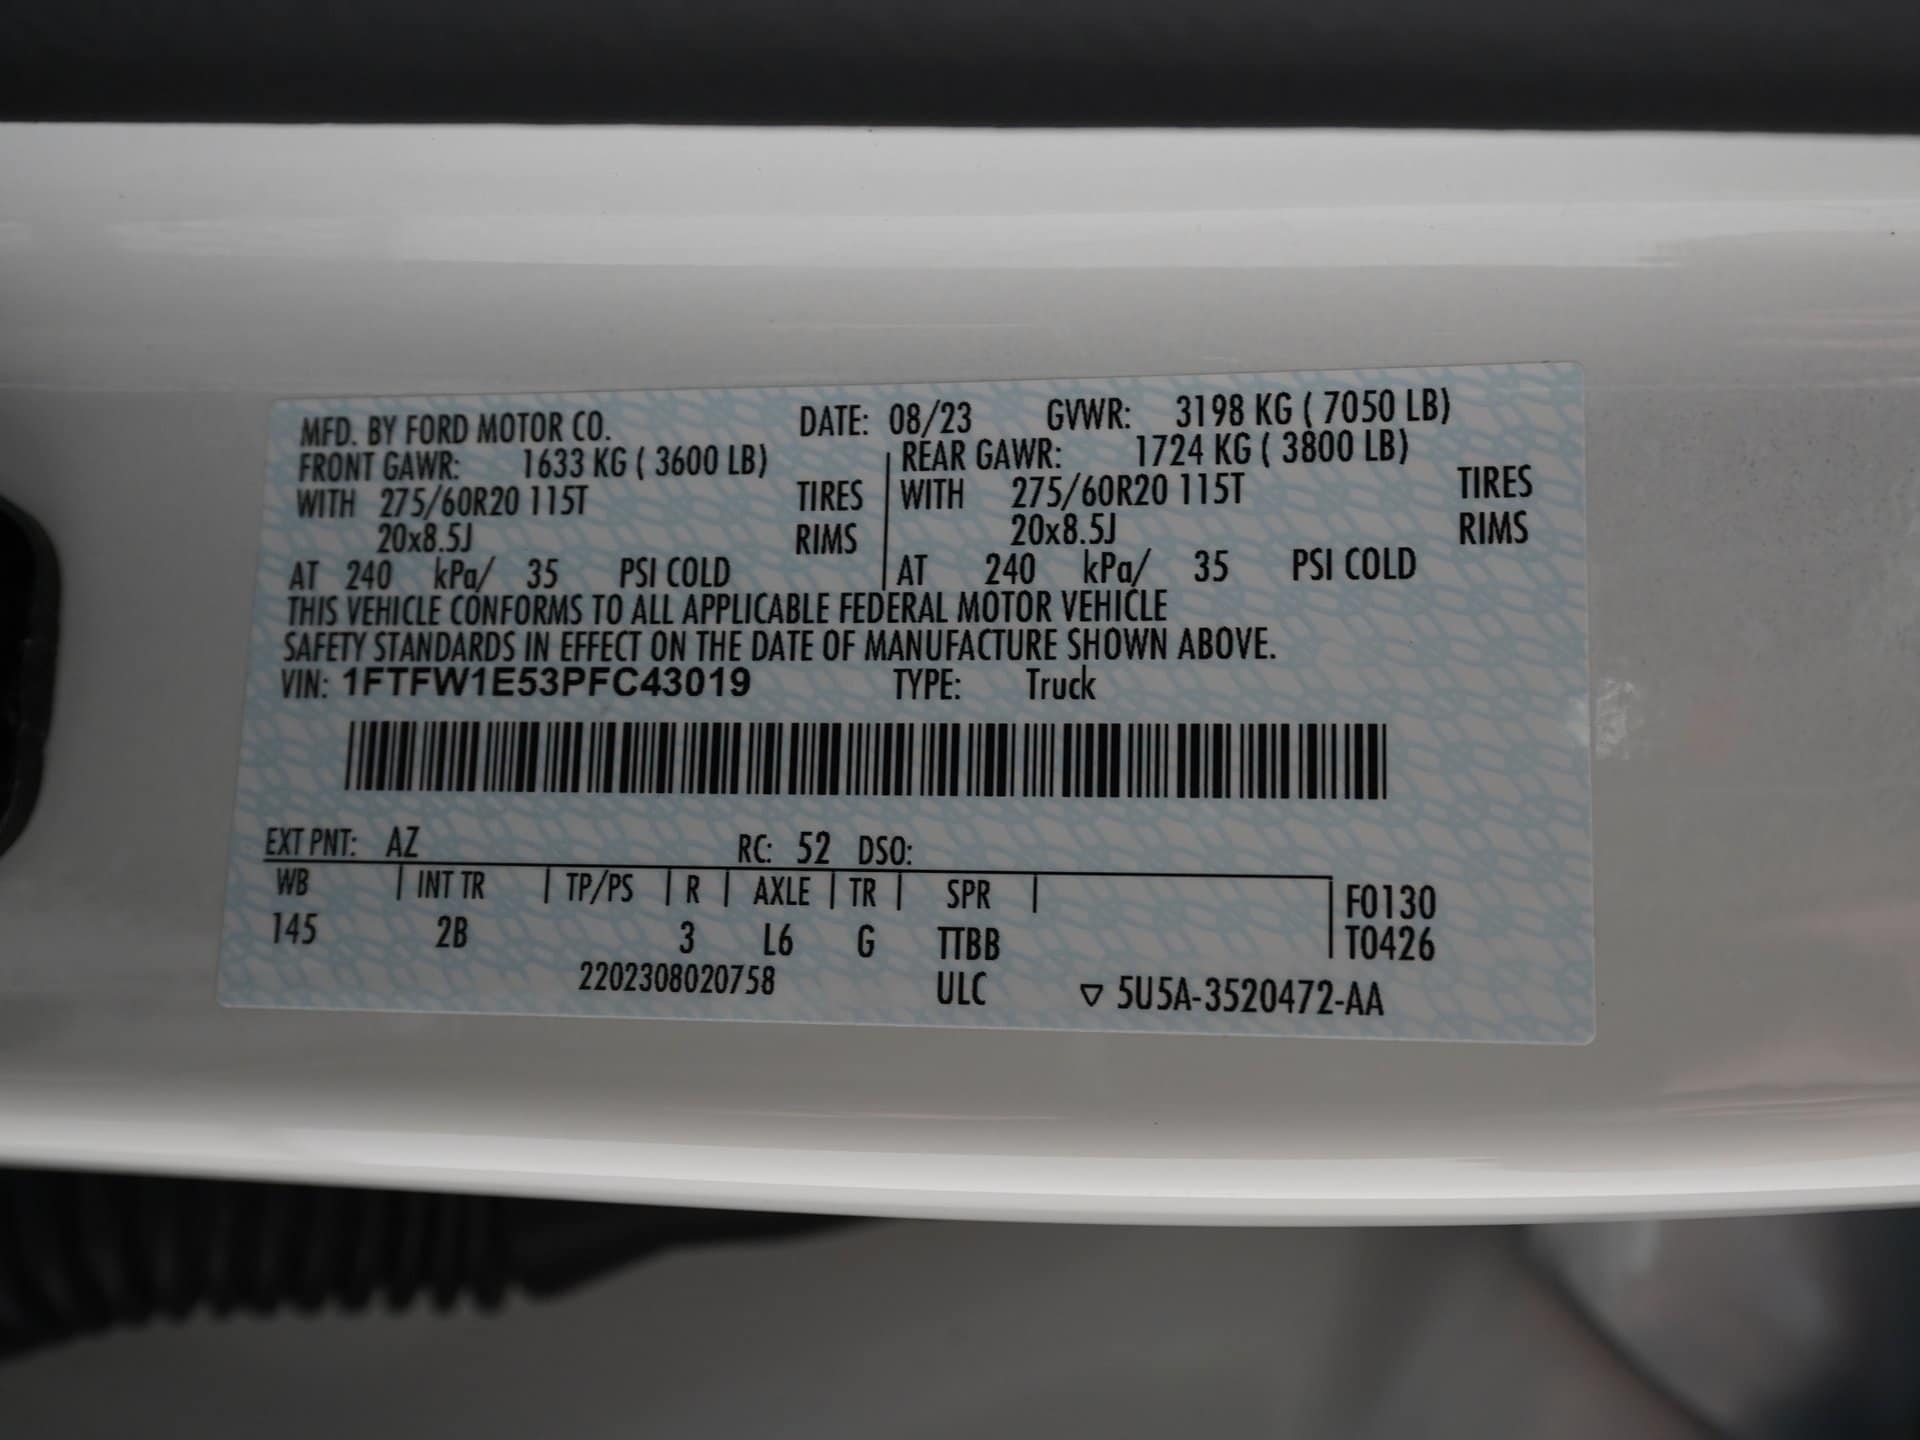 MFD. BY FORD MOTOR CO. DATE: 08/23 GVWR: 3198 KG ( 7050 LB)
FRONT GAWR: 1633 KG ( 3600 LB) REAR GAWR: 1724 KG ( 3800 LB)
WITH 275/60R20 115T TIRES WITH 275/60R20 115T TIRES
20x8.5J RIMS 20x8.5J RIMS
AT 240 kPa/ 35 PSI COLD AT 240 kPa/ 35 PSI COLD
THIS VEHICLE CONFORMS TO ALL APPLICABLE FEDERAL MOTOR VEHICLE
SAFETY STANDARDS IN EFFECT ON THE DATE OF MANUFACTURE SHOWN ABOVE.
VIN: 1FTFW1E53PFC43019 TYPE: Truck
EXT PNT: AZ RC: 52 DSO:
WB INT TR TP/PS R AXLE TR SPR F0130
145 2B 3 L6 G TTBB T0426
2202308020758 ULC ▽ 5U5A-3520472-AA